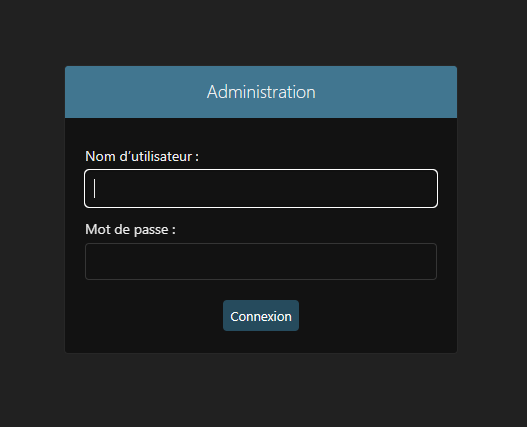 Administration
Nom d’utilisateur :
Mot de passe :
Connexion